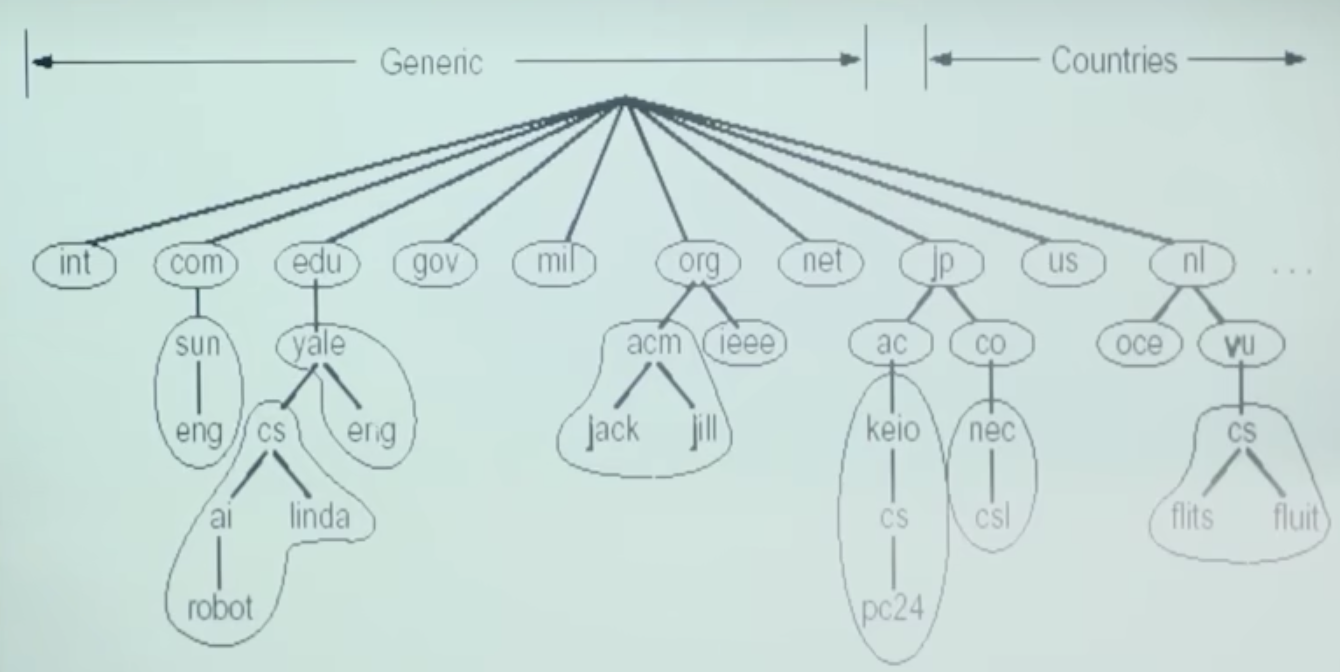 Generic Countries
int com edu gov mil org net jp us nl ...
sun yale acm ieee ac co oce vu
eng cs eng jack jill keio nec cs
ai linda cs csl flits fluit
robot pc24